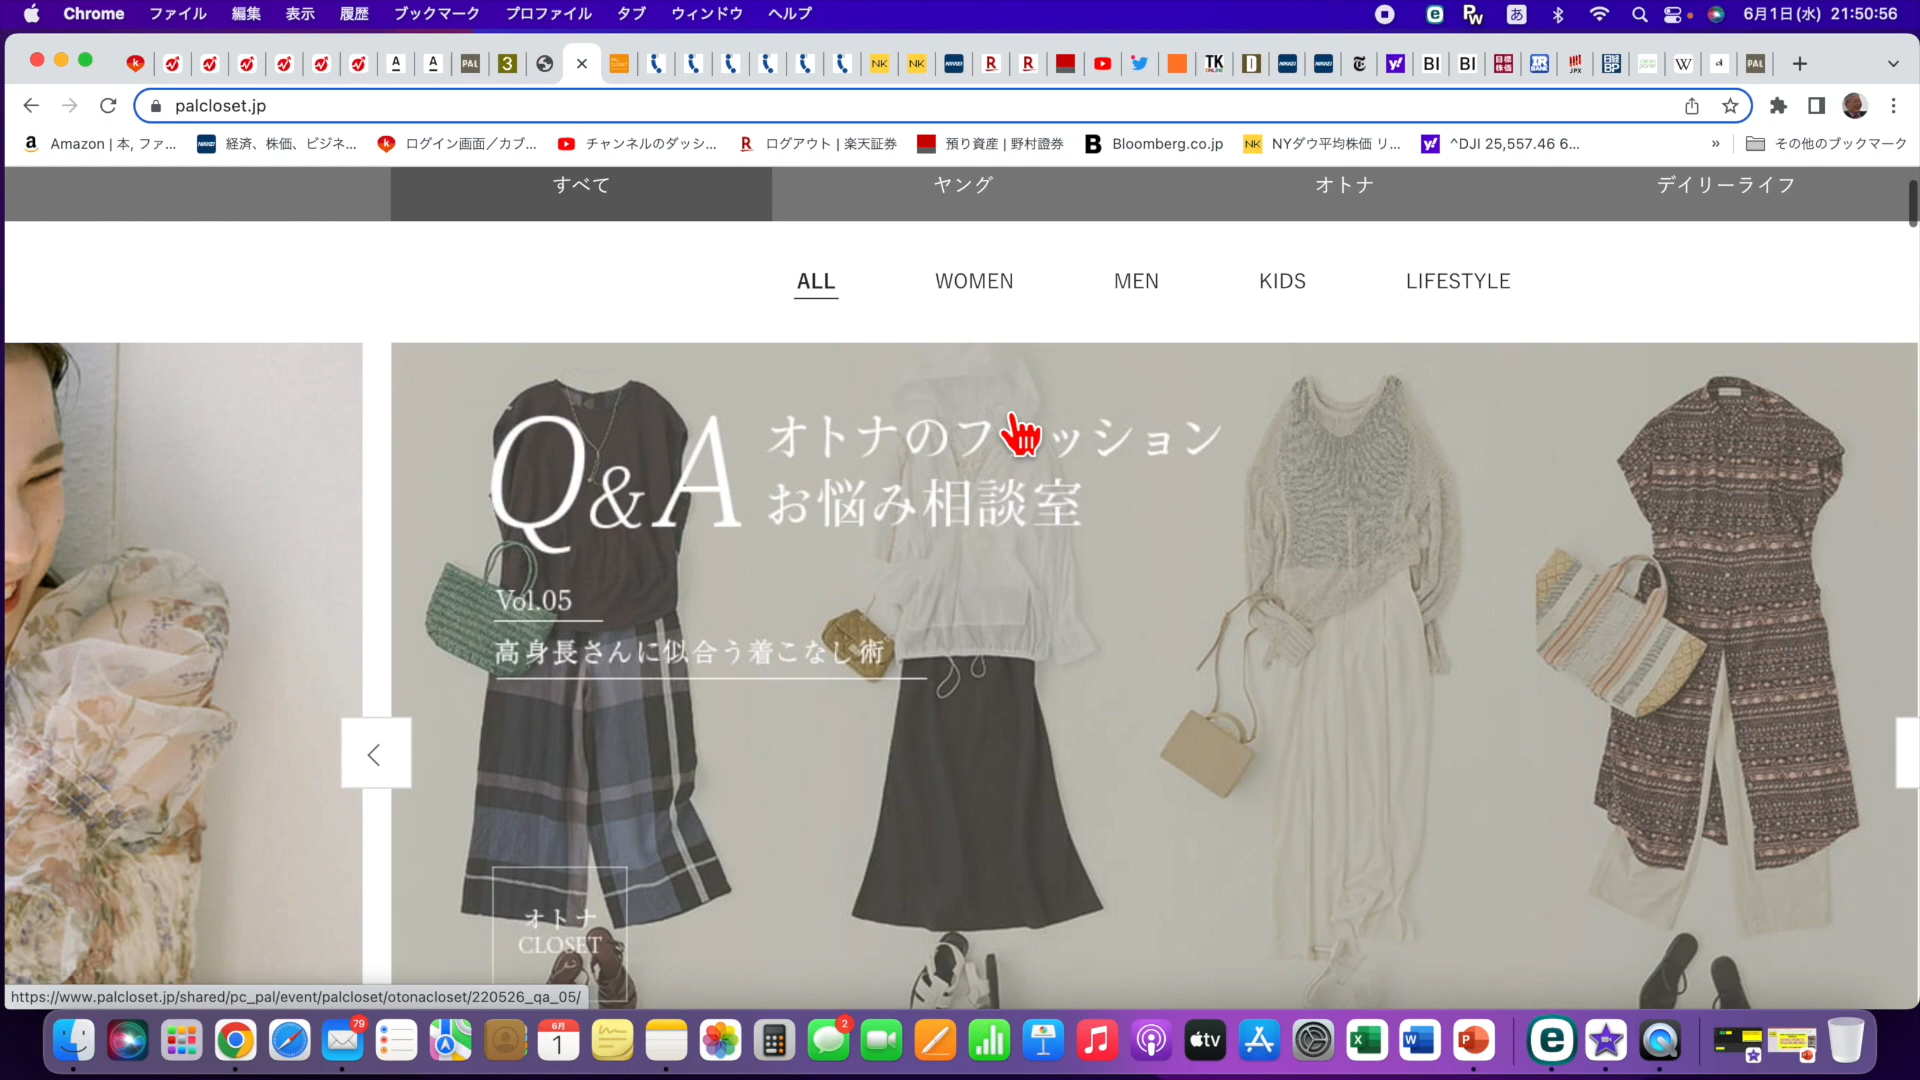 Chrome ファイル 編集 表示 履歴 ブックマーク プロファイル タブ ウィンドウ ヘルプ
6月1日(水) 21:50:56
palcloset.jp
Amazon | 本, ファ...
経済、株価、ビジネ...
ログイン画面／カブ...
チャンネルのダッシ...
ログアウト | 楽天証券
預り資産 | 野村證券
Bloomberg.co.jp
NYダウ平均株価 リ...
^DJI 25,557.46 6...
»
その他のブックマーク
すべて ヤング オトナ デイリーライフ
ALL WOMEN MEN KIDS LIFESTYLE
Q&A
オトナのファッション
お悩み相談室
Vol.05
高身長さんに似合う着こなし術
オトナ
CLOSET
https://www.palcloset.jp/shared/pc_pal/event/palcloset/otonacloset/220526_qa_05/
79
6月
1
2
tv